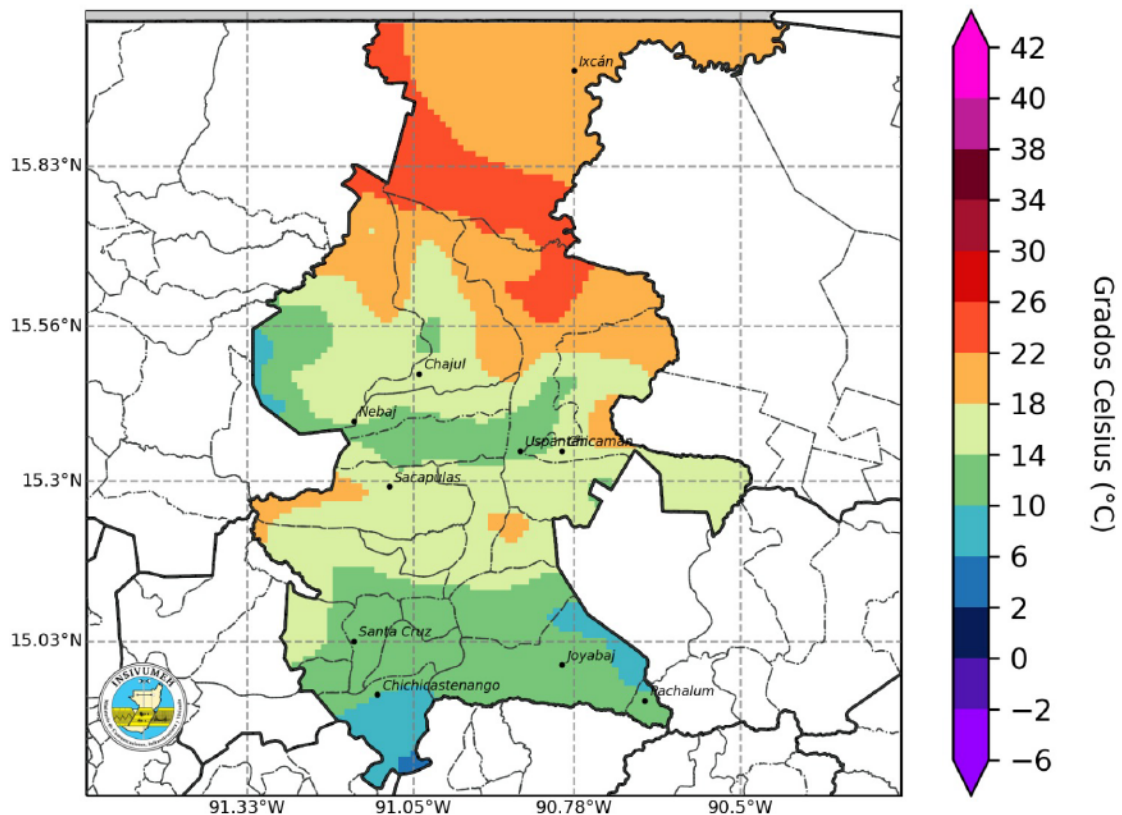 Ixcán
15.83°N
15.56°N
Chajul
Nebaj
Uspantán
Chicamán
15.3°N
Sacapulas
15.03°N
Santa Cruz
Joyabaj
Chichicastenango
Pachalum
INSIVUMEH
91.33°W
91.05°W
90.78°W
90.5°W
42
40
38
34
30
26
22
18
14
10
6
2
0
−2
−6
Grados Celsius (°C)